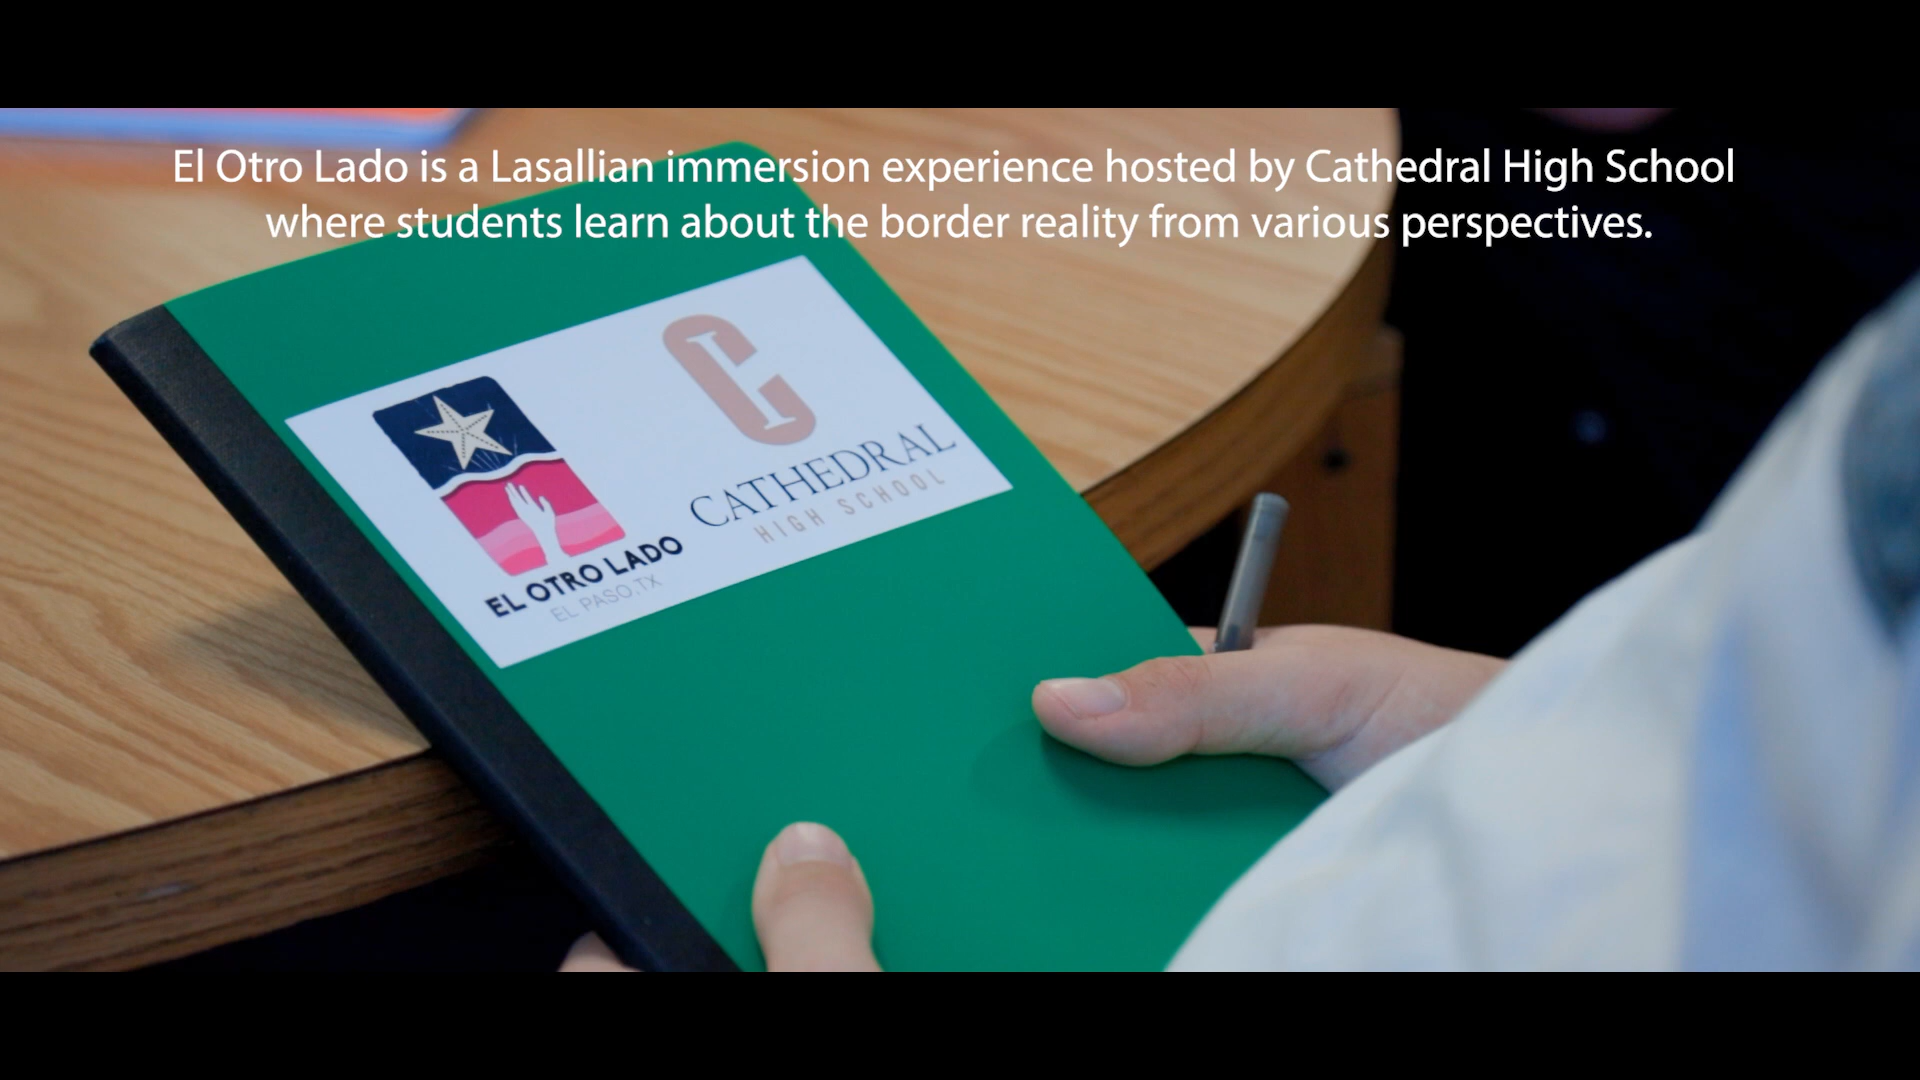 El Otro Lado is a Lasallian immersion experience hosted by Cathedral High School
where students learn about the border reality from various perspectives.
C
CATHEDRAL
HIGH SCHOOL
EL OTRO LADO
EL PASO, TX